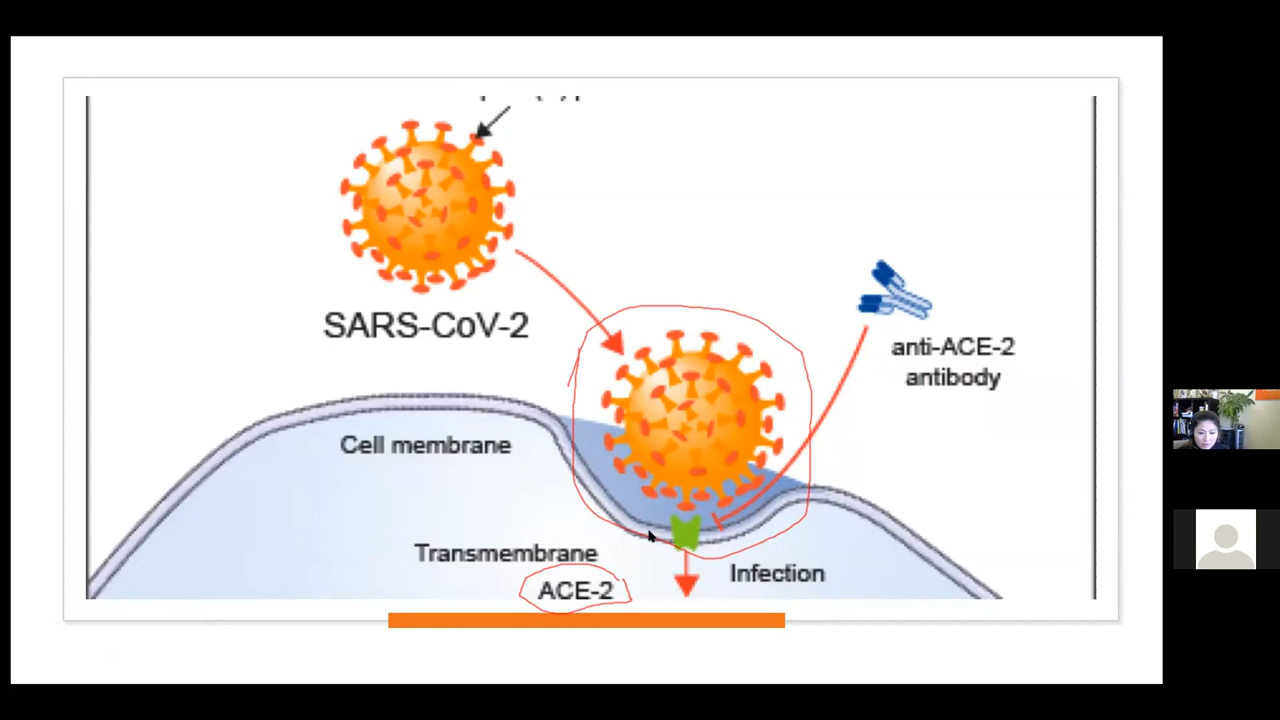 SARS-CoV-2
anti-ACE-2
antibody
Cell membrane
Transmembrane
ACE-2
Infection